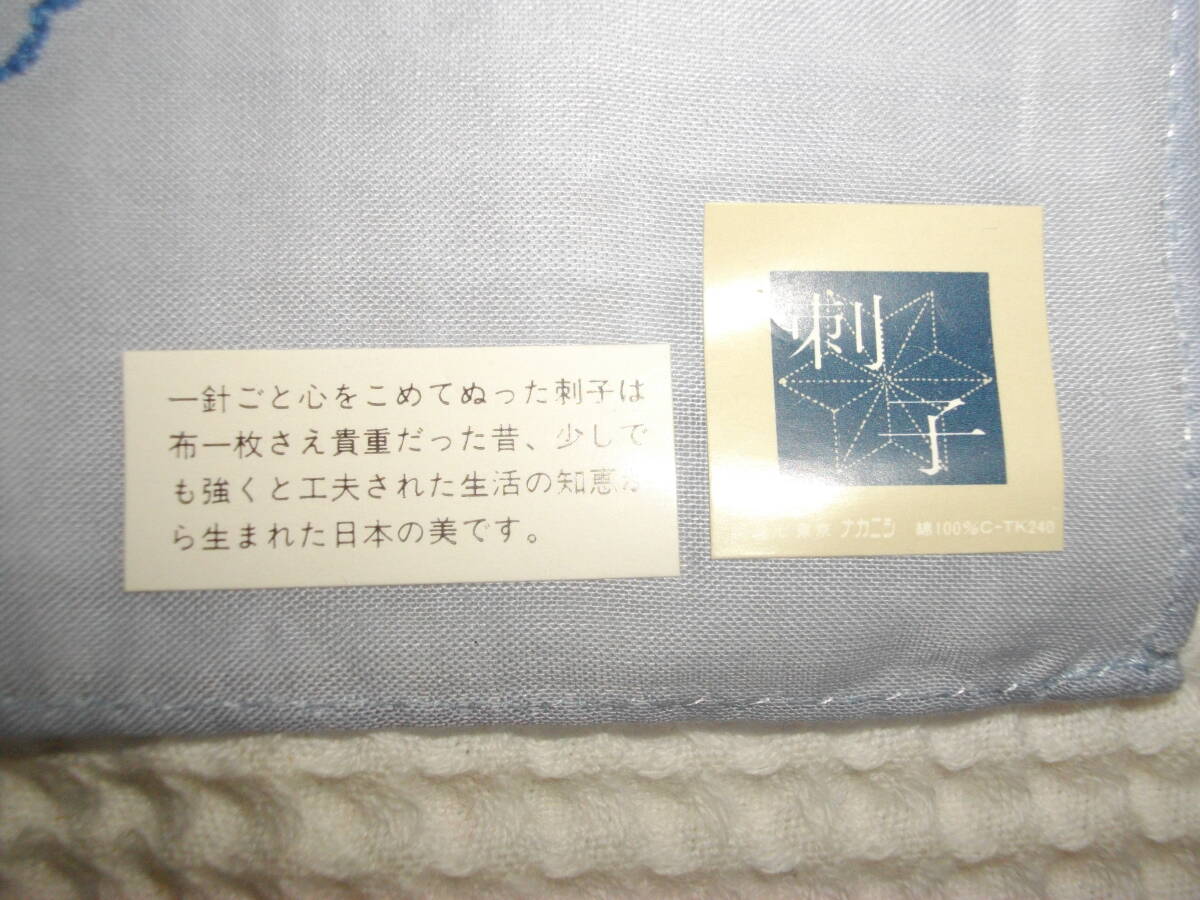 一針ごと心をこめてぬった刺子は
布一枚さえ貴重だった昔、少しで
も強くと工夫された生活の知恵か
ら生まれた日本の美です。
刺
子
東京 ナカニシ 綿100%C-TK240